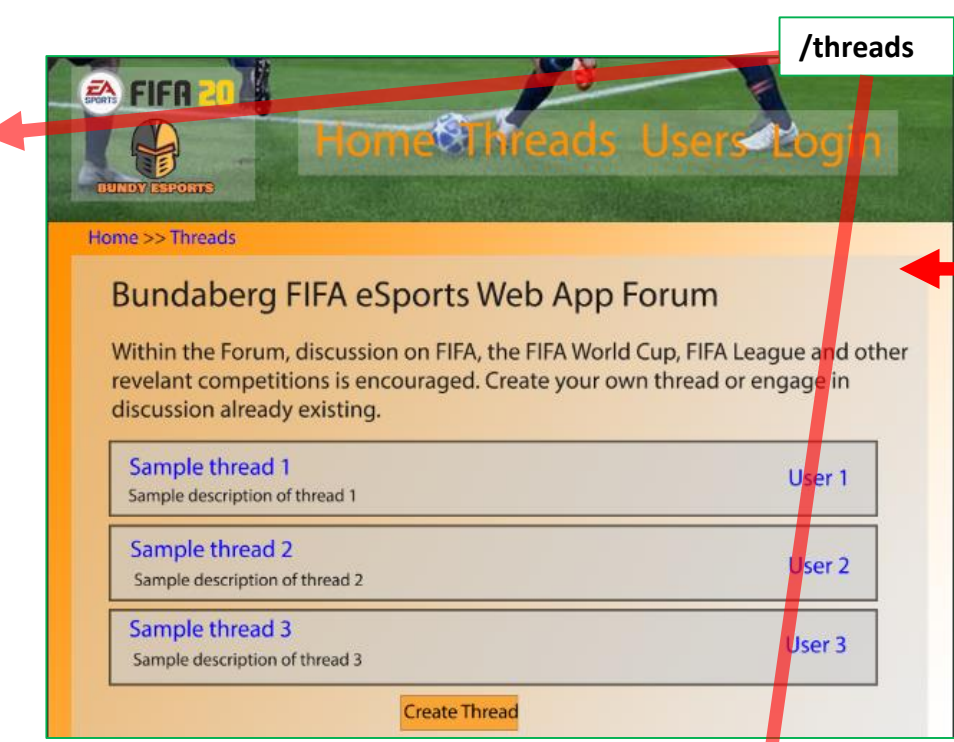 /threads
EA
SPORTS
FIFA 20
BUNDY ESPORTS
Home Threads Users Login
Home >> Threads
Bundaberg FIFA eSports Web App Forum
Within the Forum, discussion on FIFA, the FIFA World Cup, FIFA League and other
revelant competitions is encouraged. Create your own thread or engage in
discussion already existing.
Sample thread 1
Sample description of thread 1
User 1
Sample thread 2
Sample description of thread 2
User 2
Sample thread 3
Sample description of thread 3
User 3
Create Thread